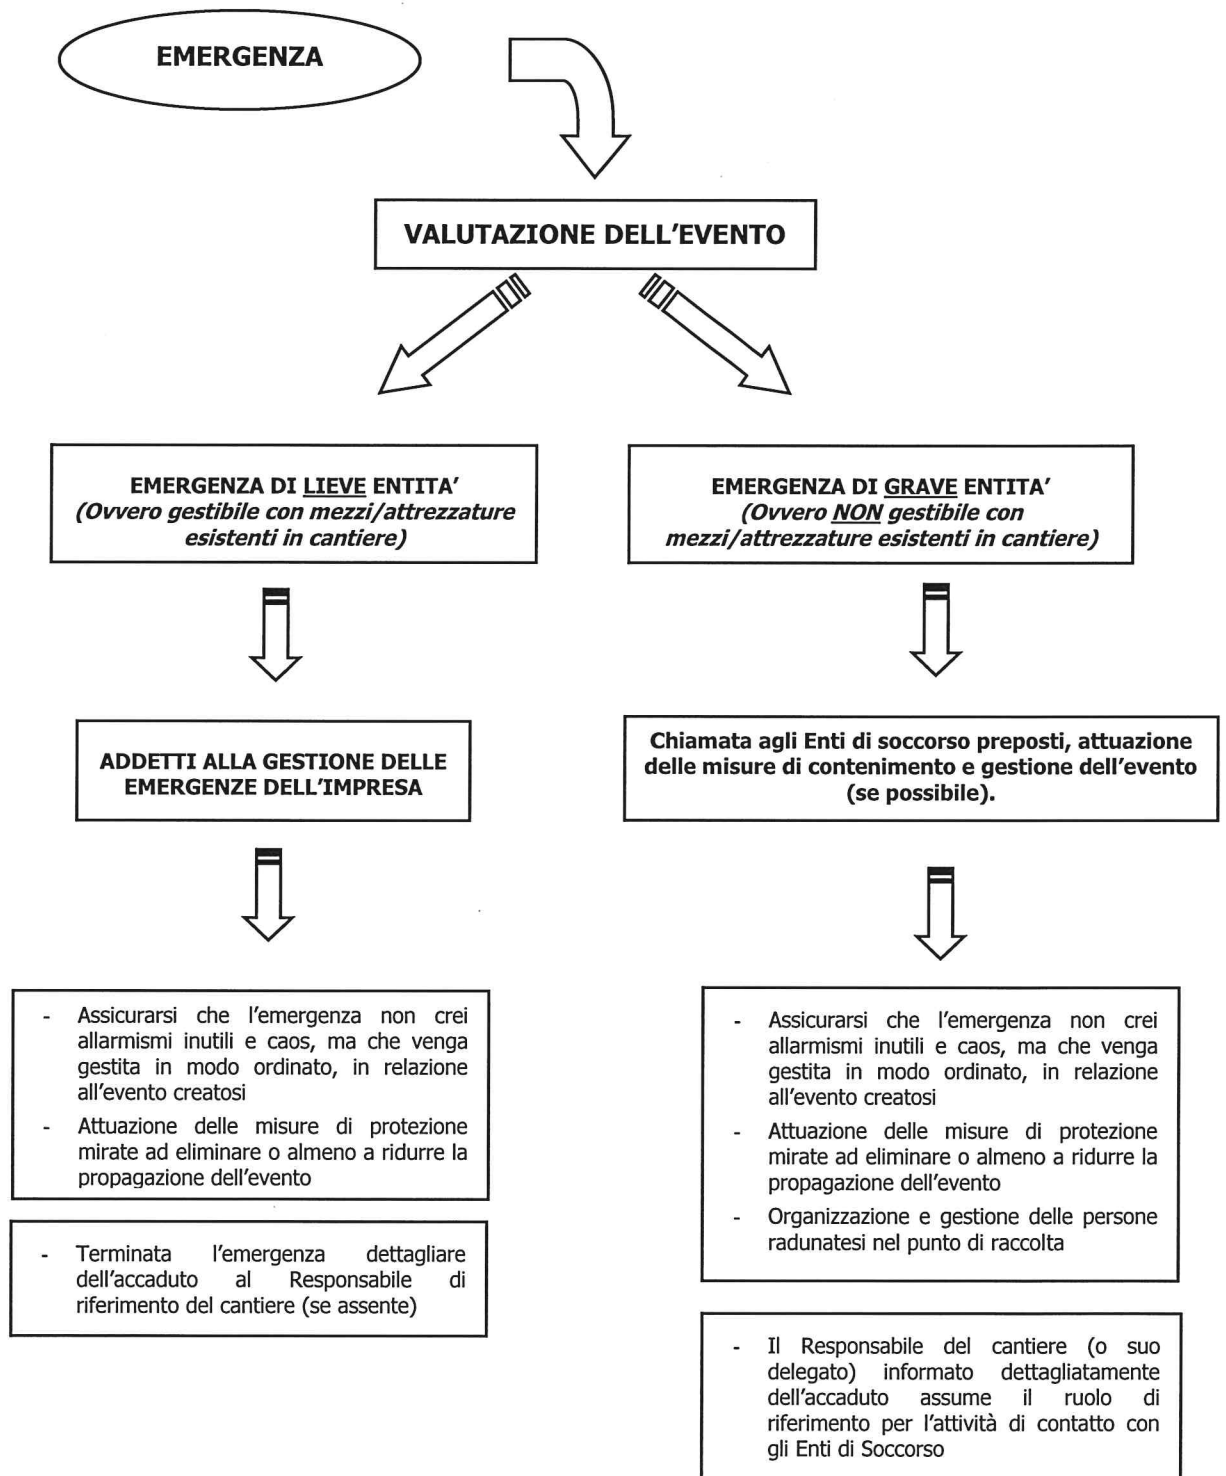 EMERGENZA
VALUTAZIONE DELL'EVENTO
EMERGENZA DI LIEVE ENTITA'
(Ovvero gestibile con mezzi/attrezzature
esistenti in cantiere)
EMERGENZA DI GRAVE ENTITA'
(Ovvero NON gestibile con
mezzi/attrezzature esistenti in cantiere)
ADDETTI ALLA GESTIONE DELLE
EMERGENZE DELL'IMPRESA
Chiamata agli Enti di soccorso preposti, attuazione
delle misure di contenimento e gestione dell'evento
(se possibile).
- Assicurarsi che l'emergenza non crei
allarmismi inutili e caos, ma che venga
gestita in modo ordinato, in relazione
all'evento creatosi
- Attuazione delle misure di protezione
mirate ad eliminare o almeno a ridurre la
propagazione dell'evento
- Terminata l'emergenza dettagliare
dell'accaduto al Responsabile di
riferimento del cantiere (se assente)
- Assicurarsi che l'emergenza non crei
allarmismi inutili e caos, ma che venga
gestita in modo ordinato, in relazione
all'evento creatosi
- Attuazione delle misure di protezione
mirate ad eliminare o almeno a ridurre la
propagazione dell'evento
- Organizzazione e gestione delle persone
radunatesi nel punto di raccolta
- Il Responsabile del cantiere (o suo
delegato) informato dettagliatamente
dell'accaduto assume il ruolo di
riferimento per l'attività di contatto con
gli Enti di Soccorso